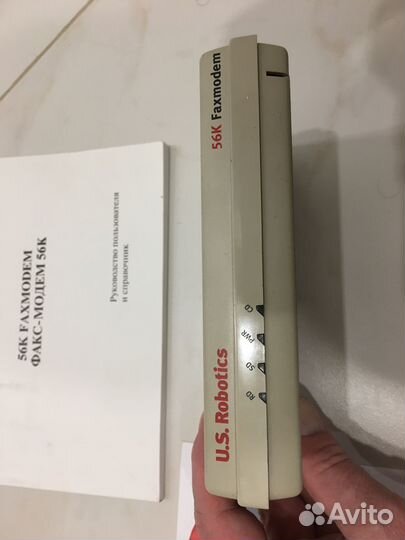 56K FAXMODEM
ФАКС-МОДЕМ 56K
Руководство пользователя
и справочник
U.S. Robotics
56K Faxmodem
RD
SD
PWR
CD
Avito